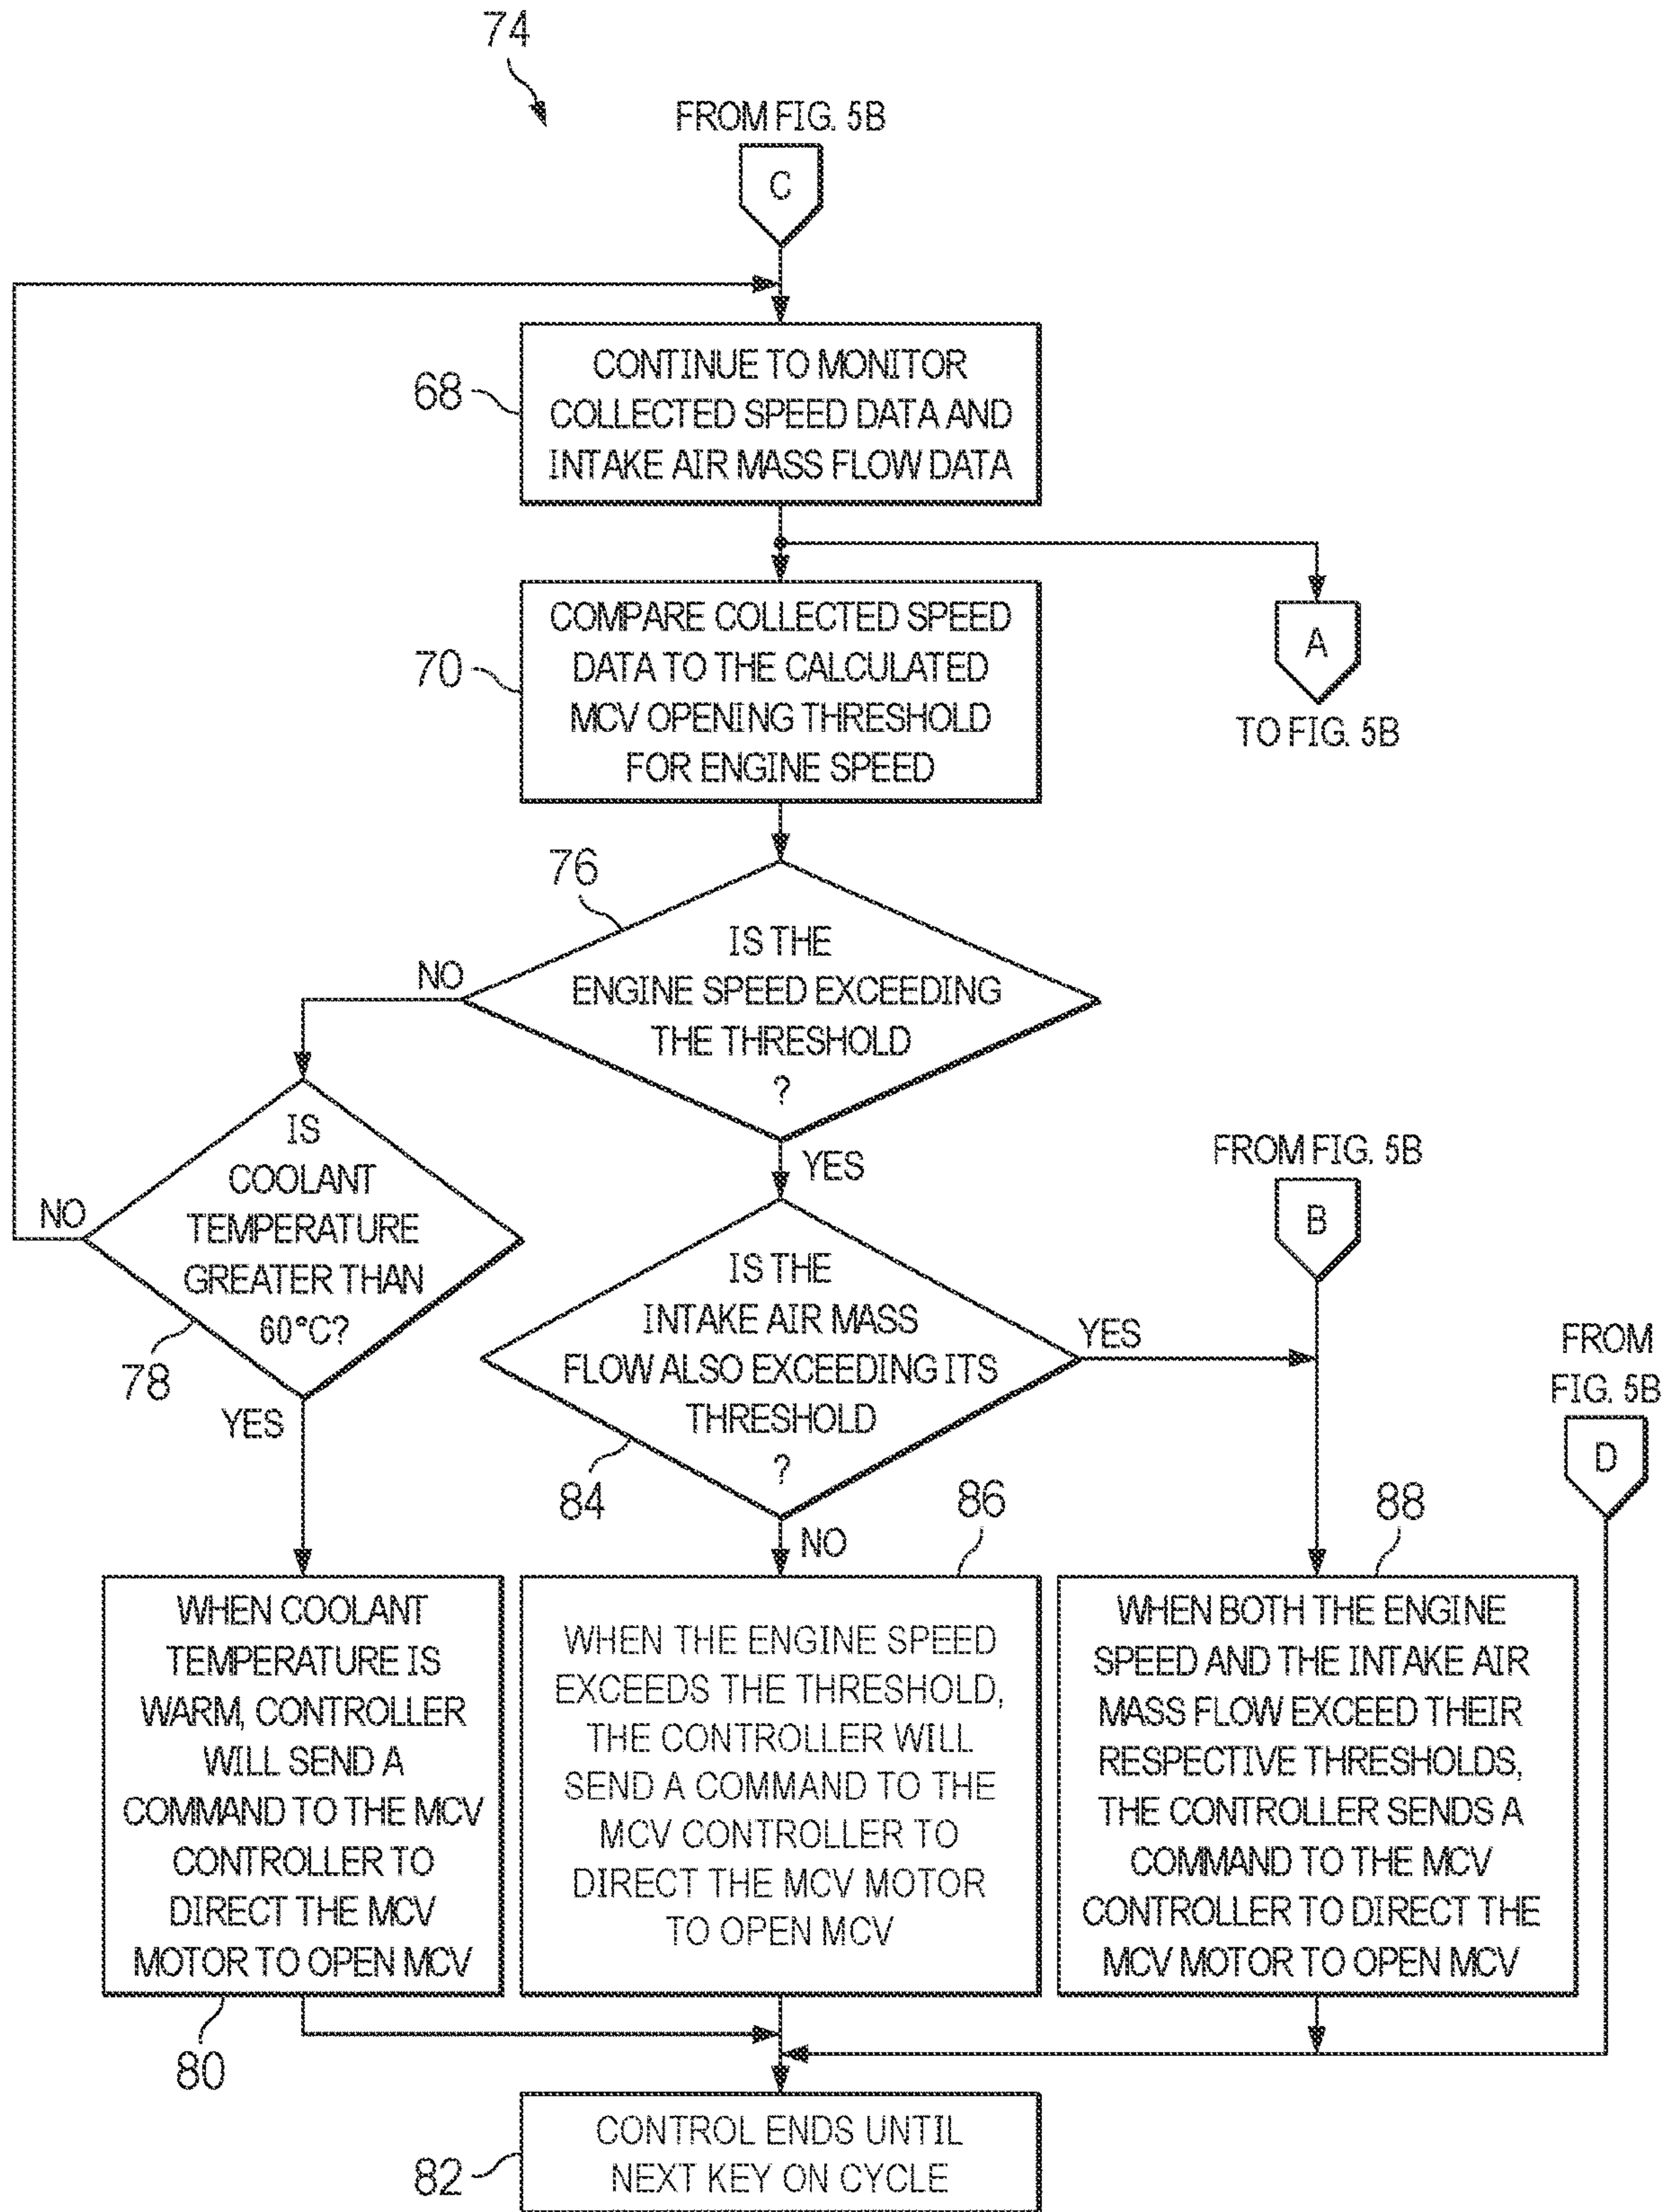 74
FROM FIG. 5B
C
68
CONTINUE TO MONITOR
COLLECTED SPEED DATA AND
INTAKE AIR MASS FLOW DATA
70
COMPARE COLLECTED SPEED
DATA TO THE CALCULATED
MCV OPENING THRESHOLD
FOR ENGINE SPEED
A
TO FIG. 5B
76
IS THE
ENGINE SPEED EXCEEDING
THE THRESHOLD
?
NO
YES
IS
COOLANT
TEMPERATURE
GREATER THAN
60°C?
NO
78
YES
FROM FIG. 5B
B
IS THE
INTAKE AIR MASS
FLOW ALSO EXCEEDING ITS
THRESHOLD
?
YES
84
NO
FROM
FIG. 5B
D
86
88
WHEN COOLANT
TEMPERATURE IS
WARM, CONTROLLER
WILL SEND A
COMMAND TO THE MCV
CONTROLLER TO
DIRECT THE MCV
MOTOR TO OPEN MCV
80
WHEN THE ENGINE SPEED
EXCEEDS THE THRESHOLD,
THE CONTROLLER WILL
SEND A COMMAND TO THE
MCV CONTROLLER TO
DIRECT THE MCV MOTOR
TO OPEN MCV
WHEN BOTH THE ENGINE
SPEED AND THE INTAKE AIR
MASS FLOW EXCEED THEIR
RESPECTIVE THRESHOLDS,
THE CONTROLLER SENDS A
COMMAND TO THE MCV
CONTROLLER TO DIRECT THE
MCV MOTOR TO OPEN MCV
82
CONTROL ENDS UNTIL
NEXT KEY ON CYCLE